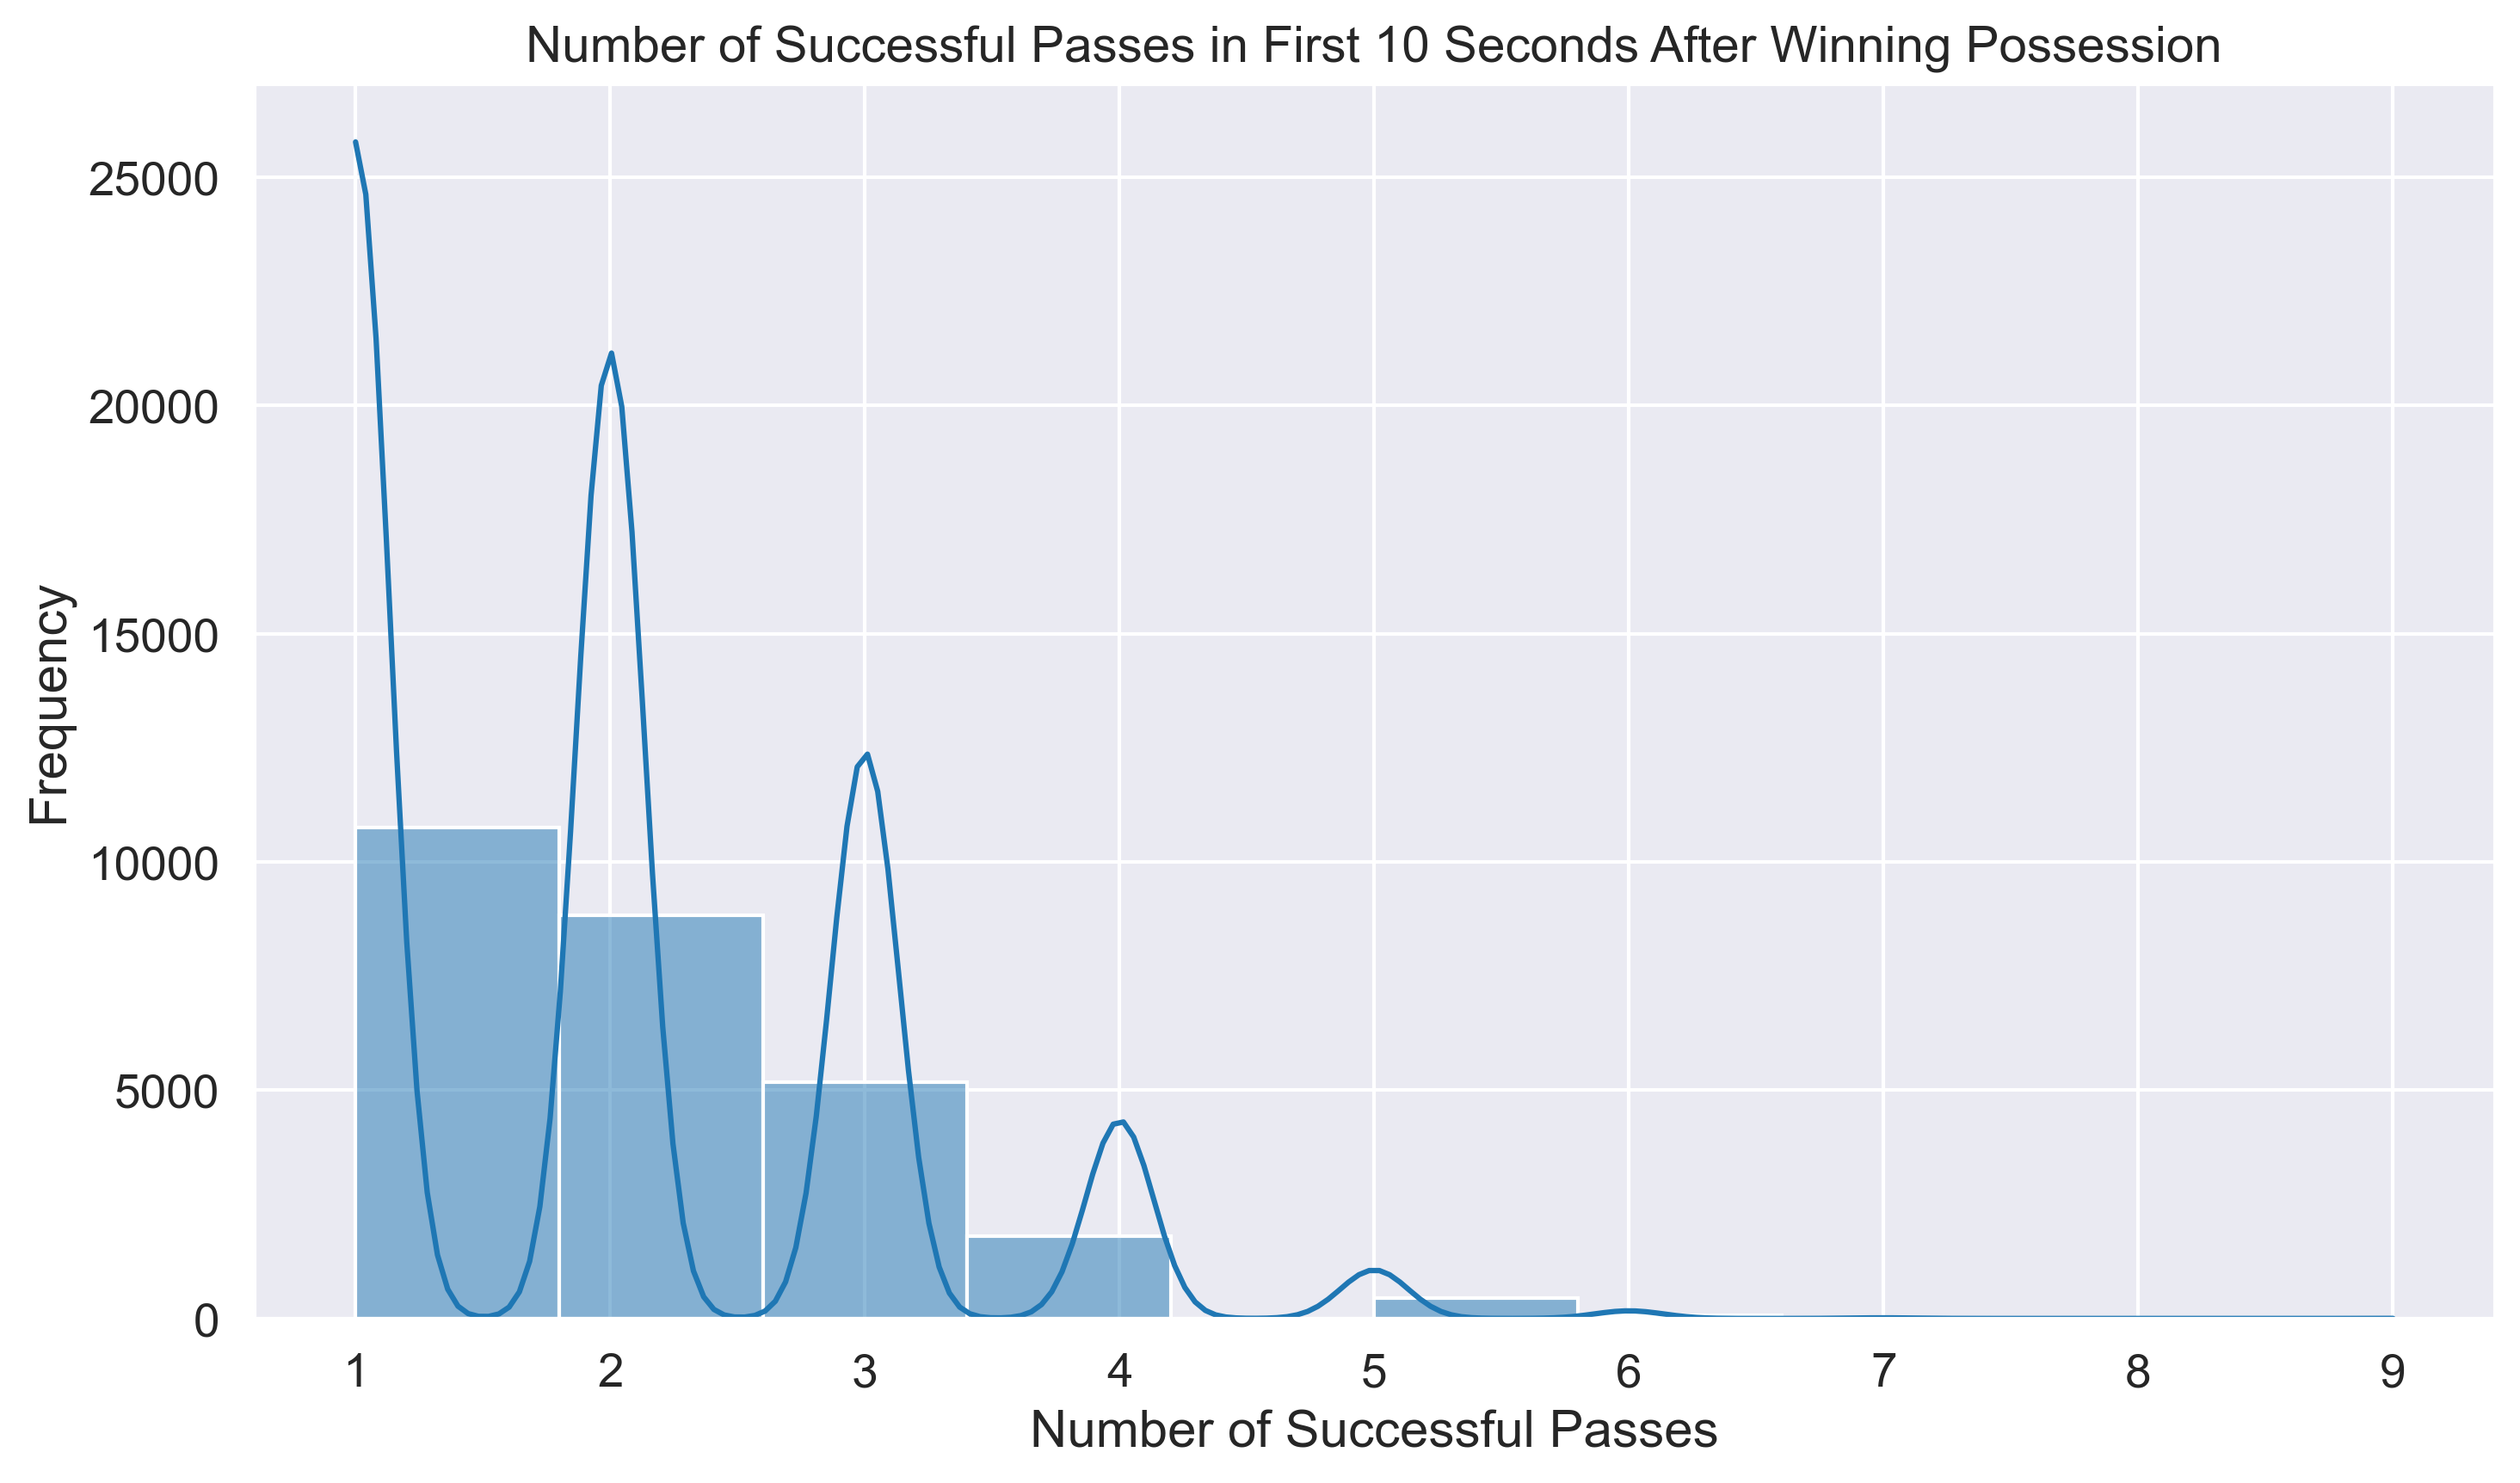 Number of Successful Passes in First 10 Seconds After Winning Possession
25000
20000
15000
10000
5000
0
Frequency
1 2 3 4 5 6 7 8 9
Number of Successful Passes